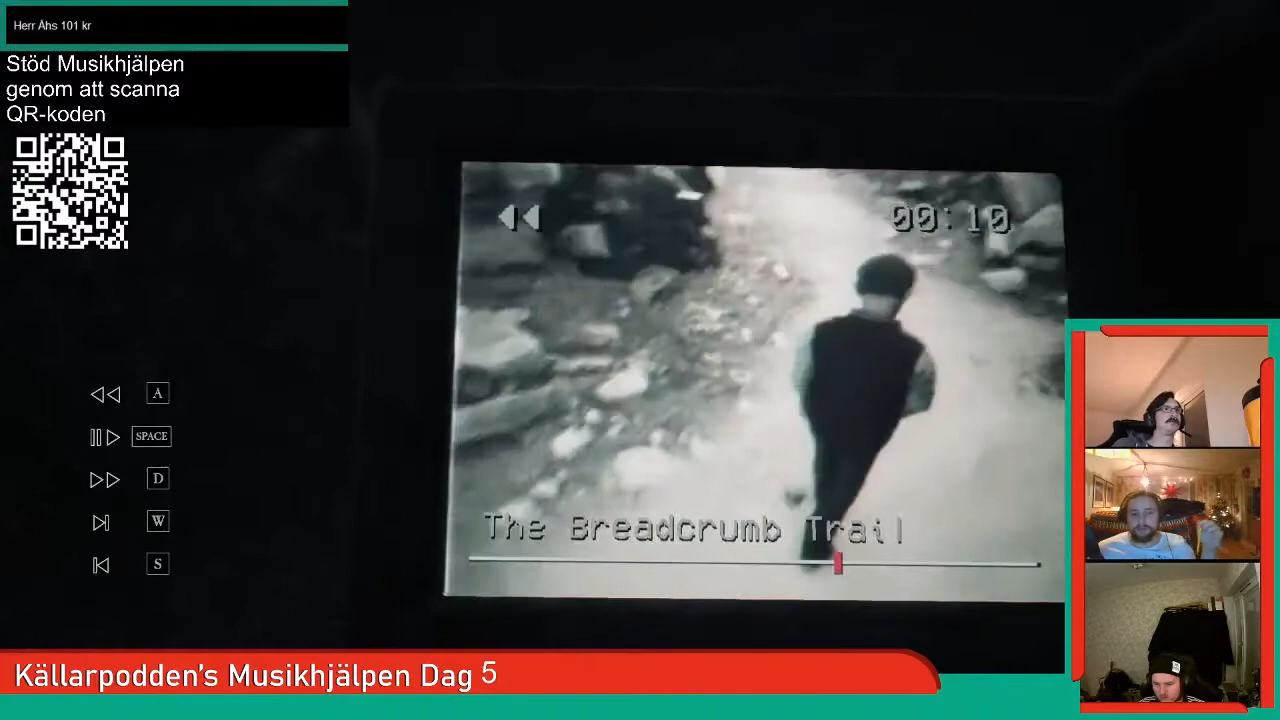 Herr Åhs 101 kr
Stöd Musikhjälpen
genom att scanna
QR-koden
00:10
A
SPACE
D
W
S
The Breadcrumb Trail
Källarpodden's Musikhjälpen Dag 5